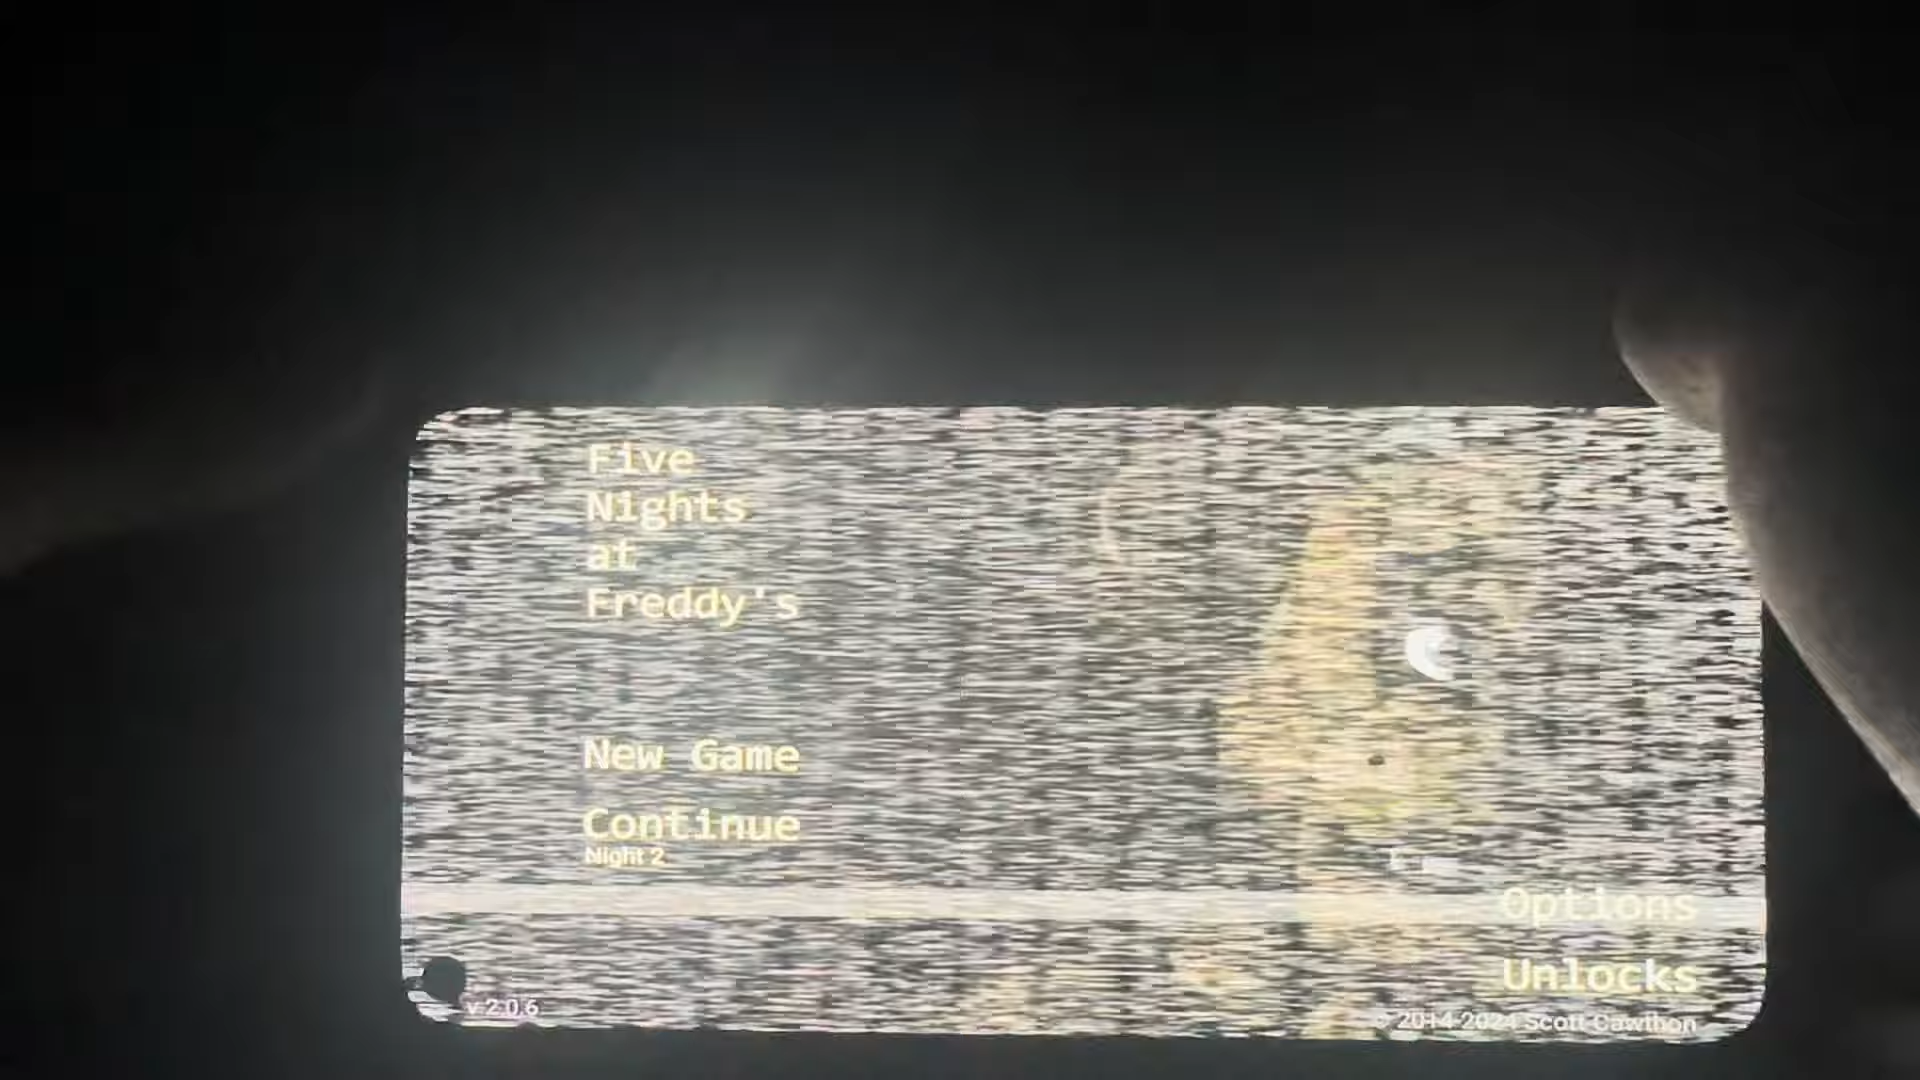 Five
Nights
at
Freddy's
New Game
Continue
Night 2
Options
Unlocks
v 2.0.6
© 2014-2024 Scott Cawthon